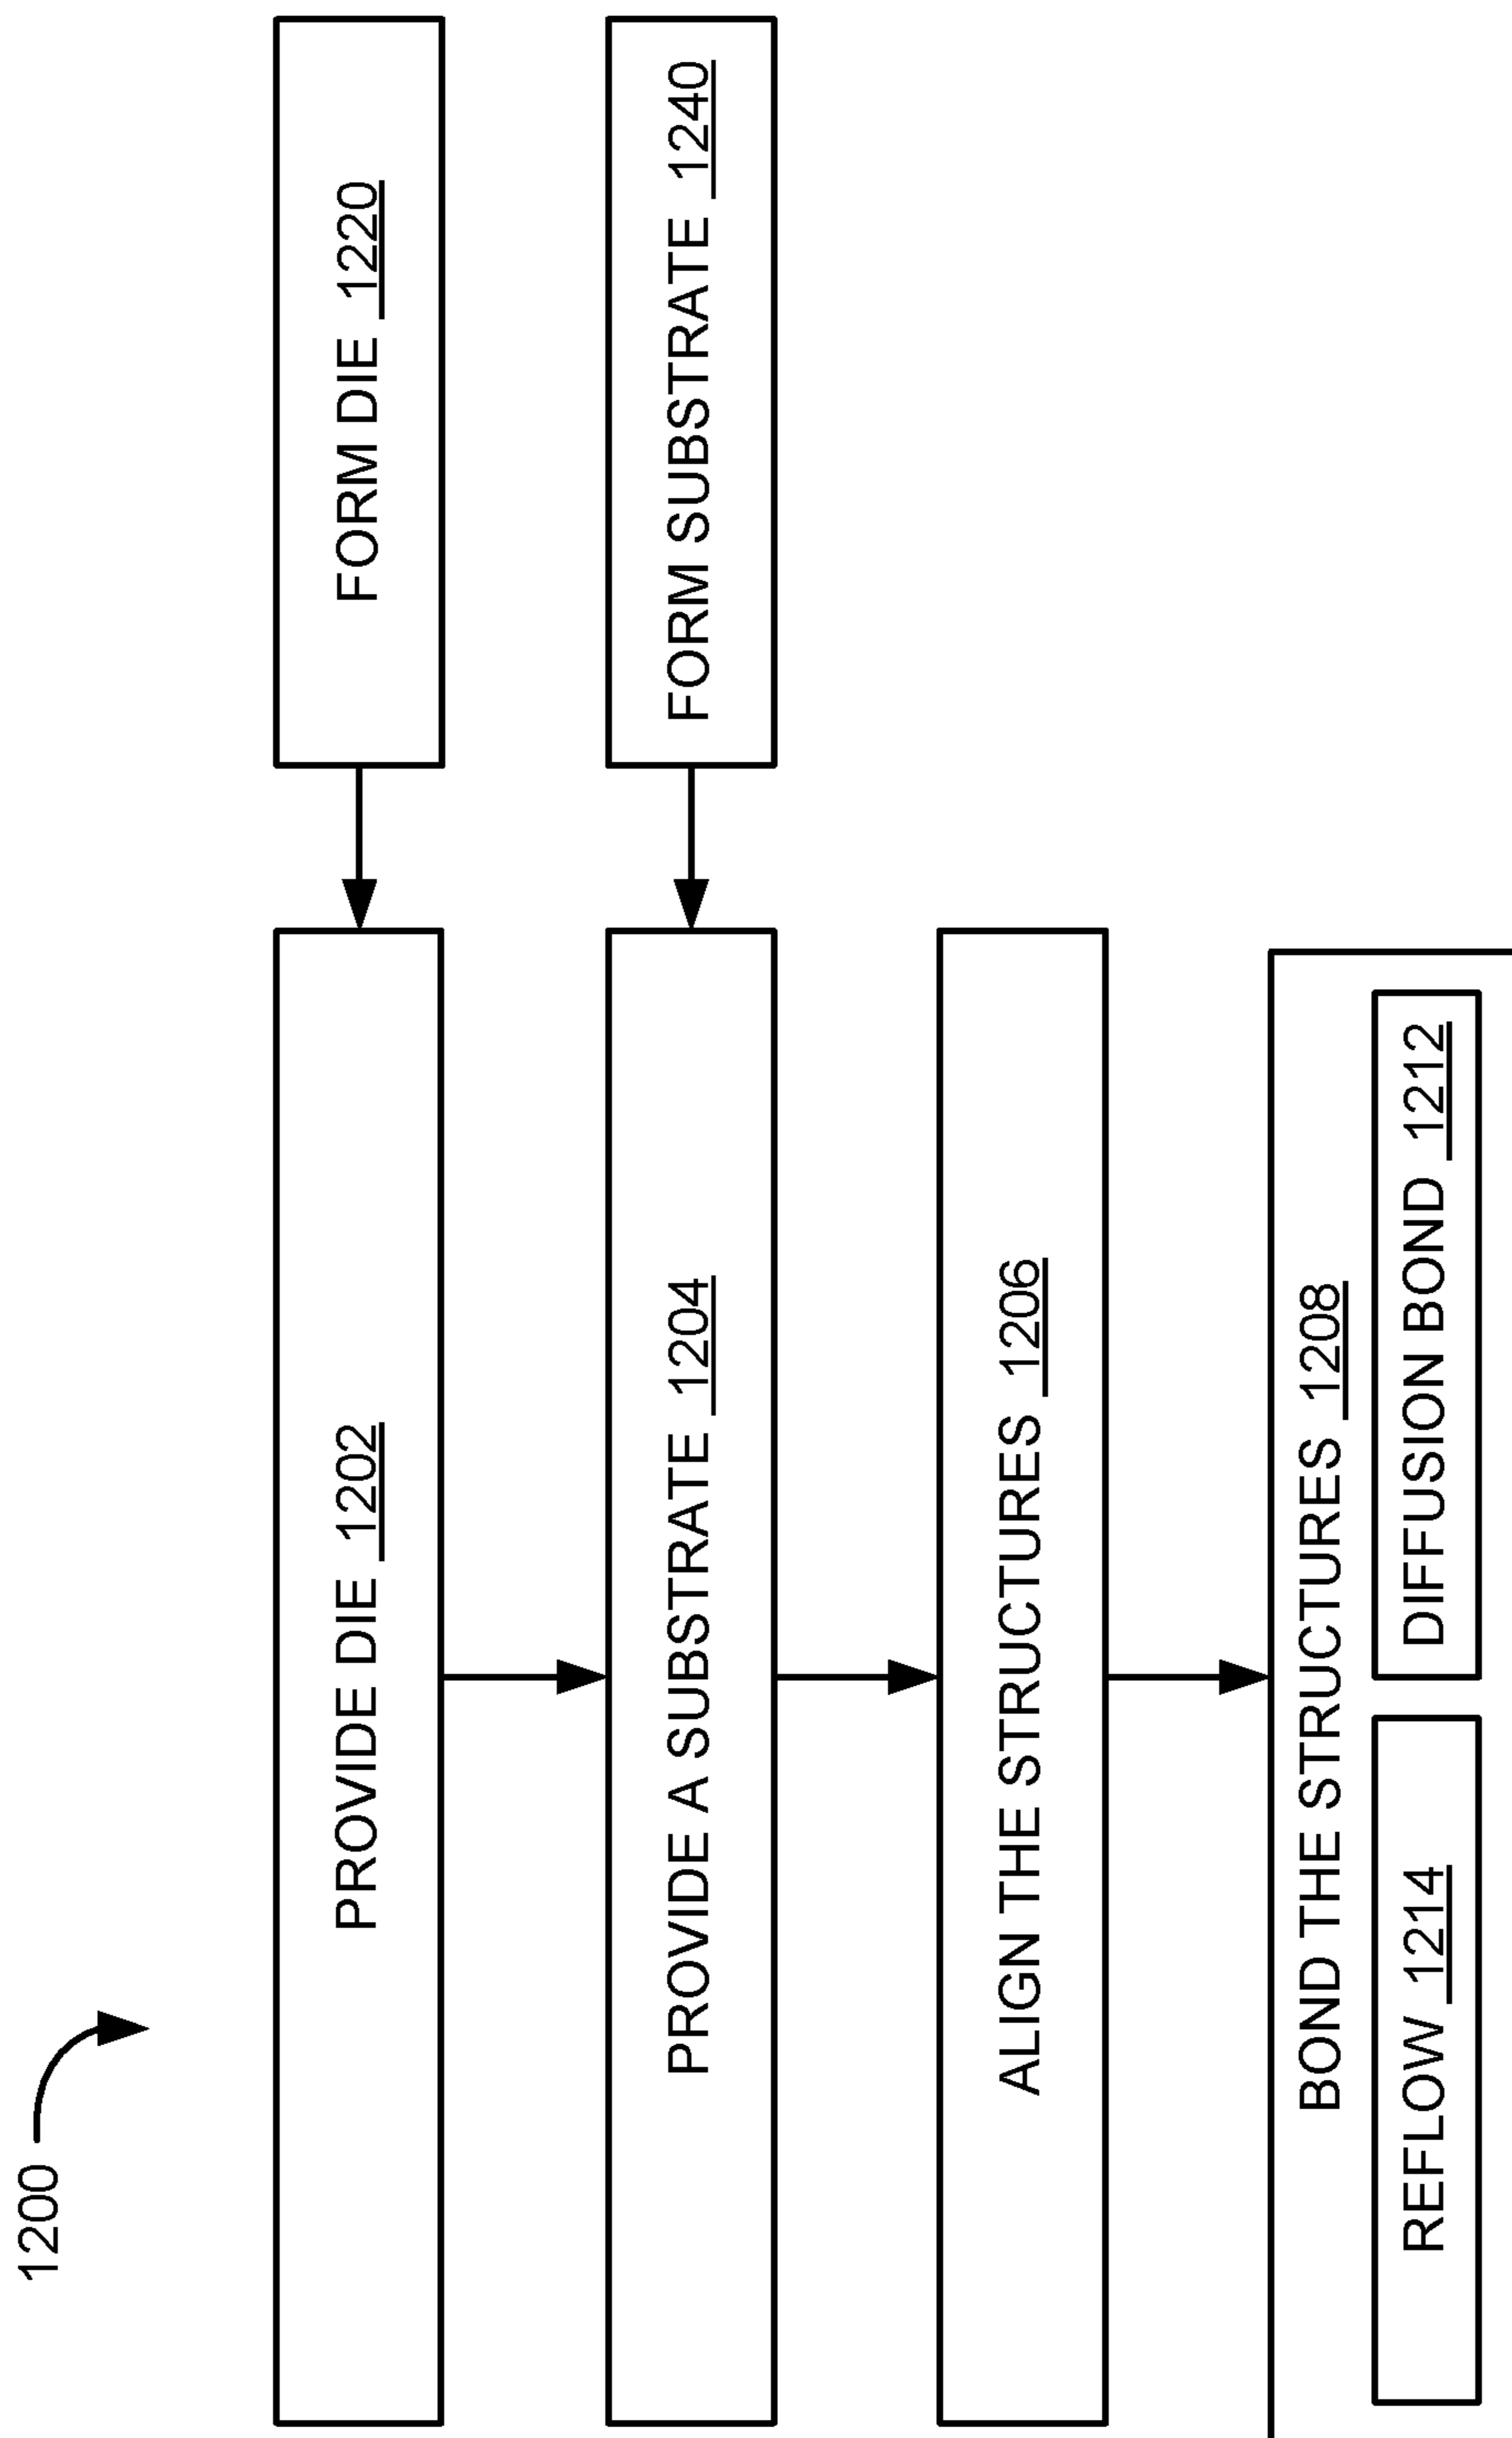 1200
PROVIDE DIE 1202
FORM DIE 1220
PROVIDE A SUBSTRATE 1204
FORM SUBSTRATE 1240
ALIGN THE STRUCTURES 1206
BOND THE STRUCTURES 1208
REFLOW 1214
DIFFUSION BOND 1212